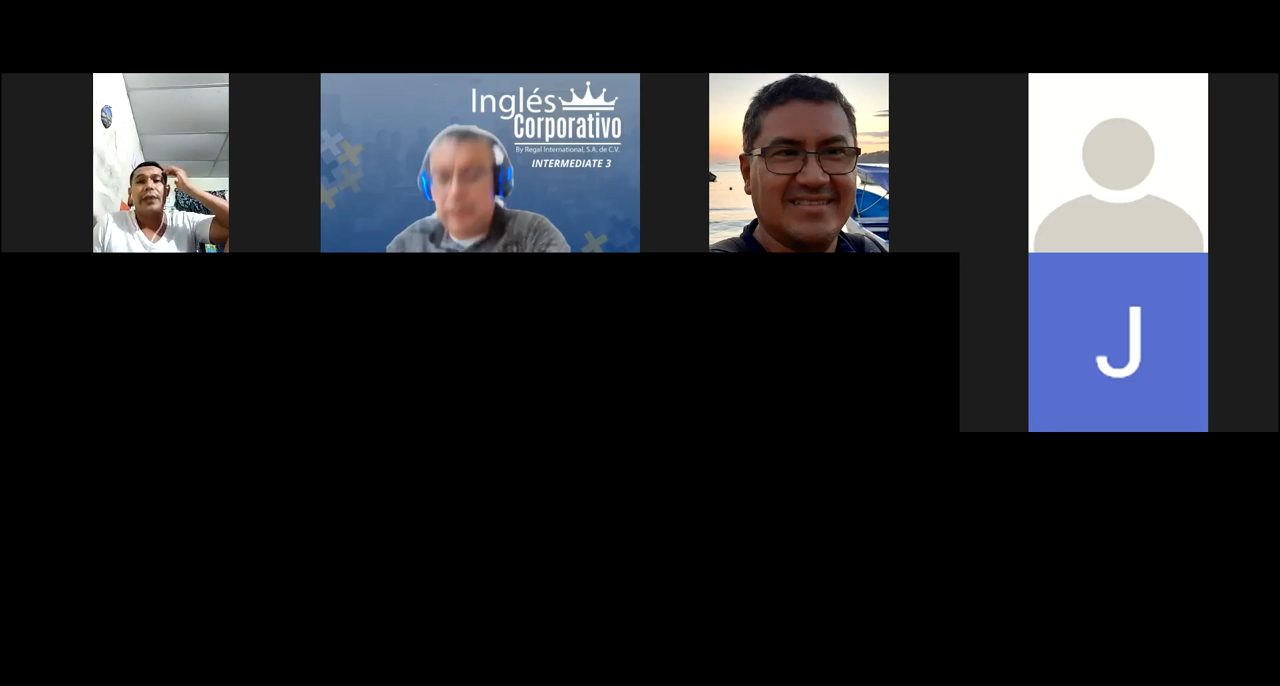 Inglés
Corporativo
By Regal International, S.A, de C.V.
INTERMEDIATE 3
J